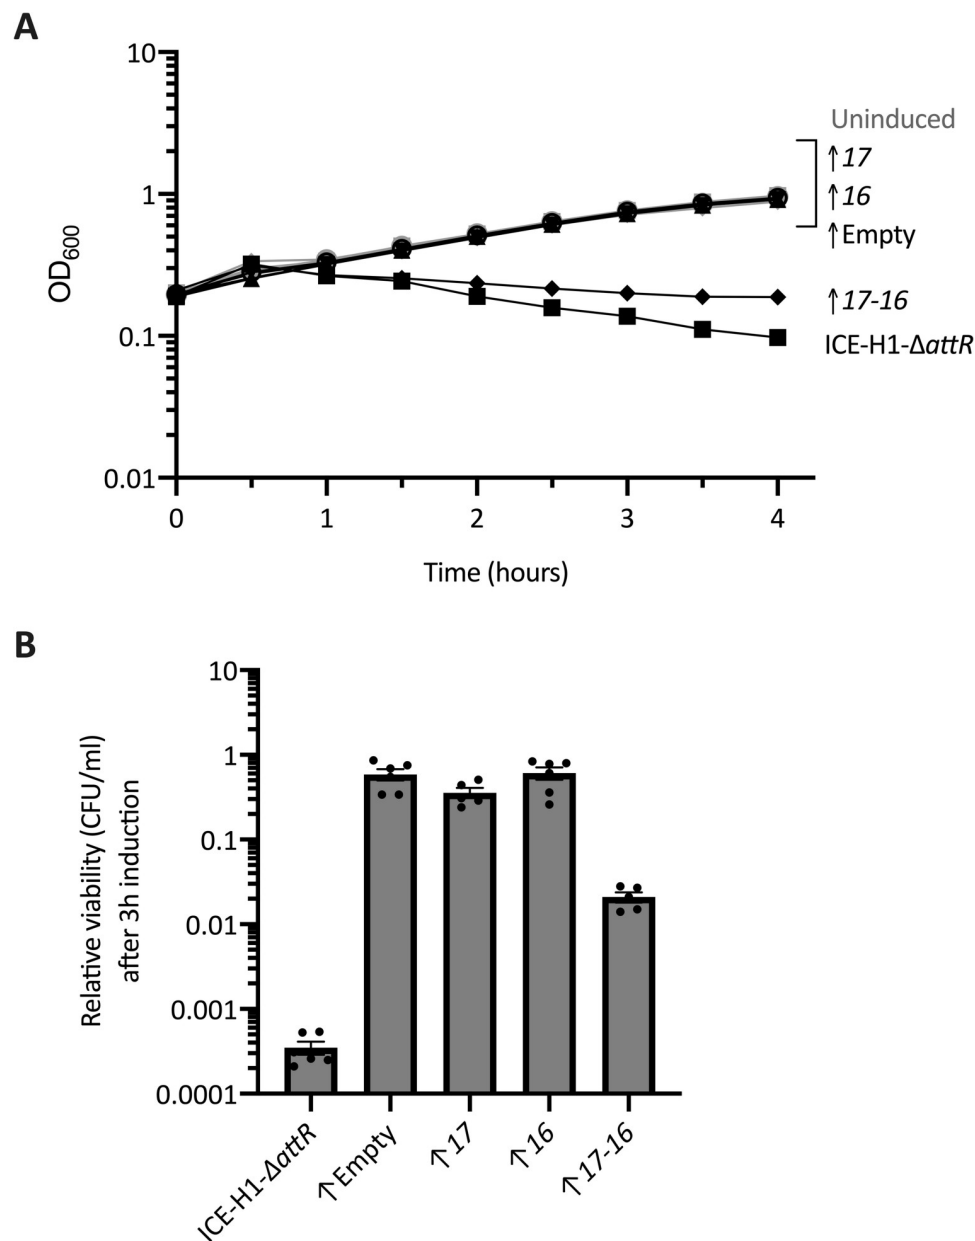 A
10
1
0.1
0.01
OD600
0
1
2
3
4
Time (hours)
Uninduced
↑17
↑16
↑Empty
↑17-16
ICE-H1-ΔattR
B
10
1
0.1
0.01
0.001
0.0001
Relative viability (CFU/ml)
after 3h induction
ICE-H1-ΔattR
↑Empty
↑17
↑16
↑17-16